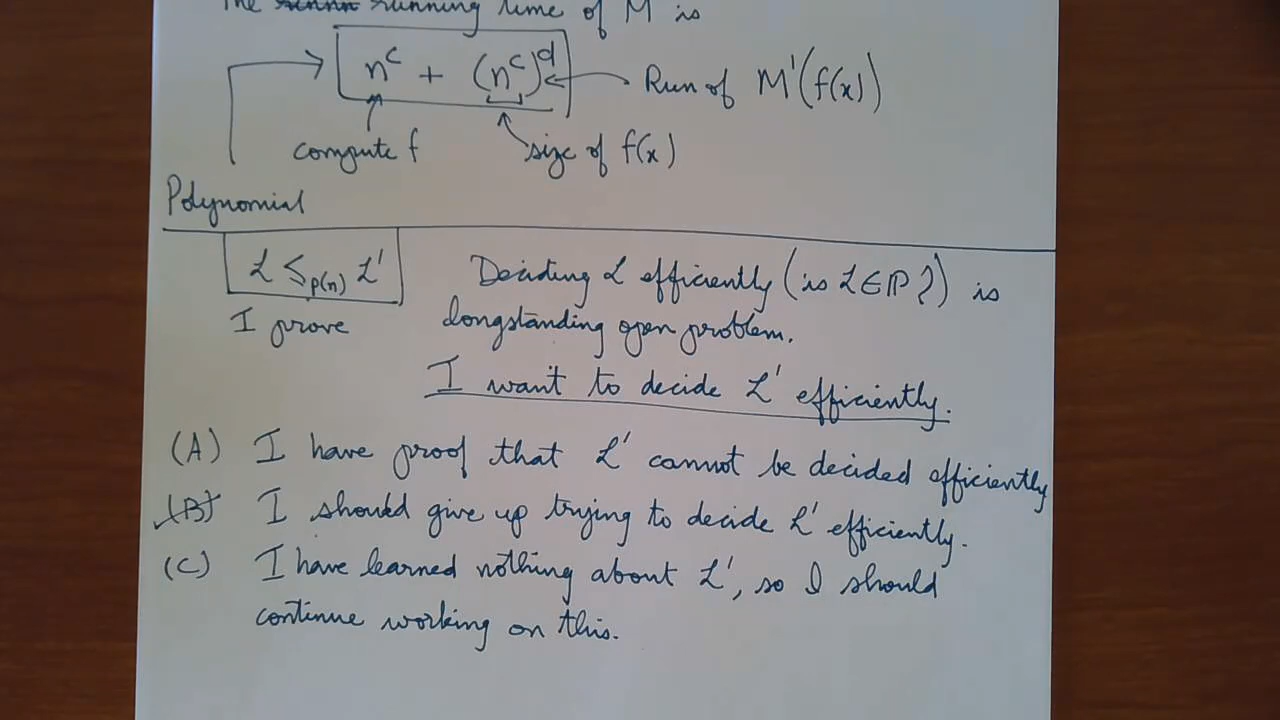 The running time of M is
n^c + (n^c)^d
Run of M'(f(x))
compute f
size of f(x)
Polynomial
L ≤p(n) L'
I prove
Deciding L efficiently (is L ∈ P?) is
longstanding open problem.
I want to decide L' efficiently.
(A) I have proof that L' cannot be decided efficiently
(B) I should give up trying to decide L' efficiently.
(C) I have learned nothing about L', so I should
continue working on this.